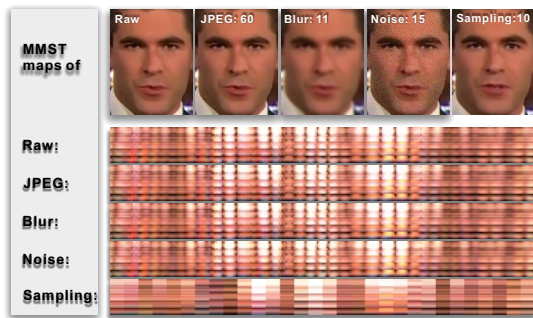 Raw
JPEG: 60
Blur: 11
Noise: 15
Sampling:10
MMST
maps of
Raw:
JPEG:
Blur:
Noise:
Sampling: